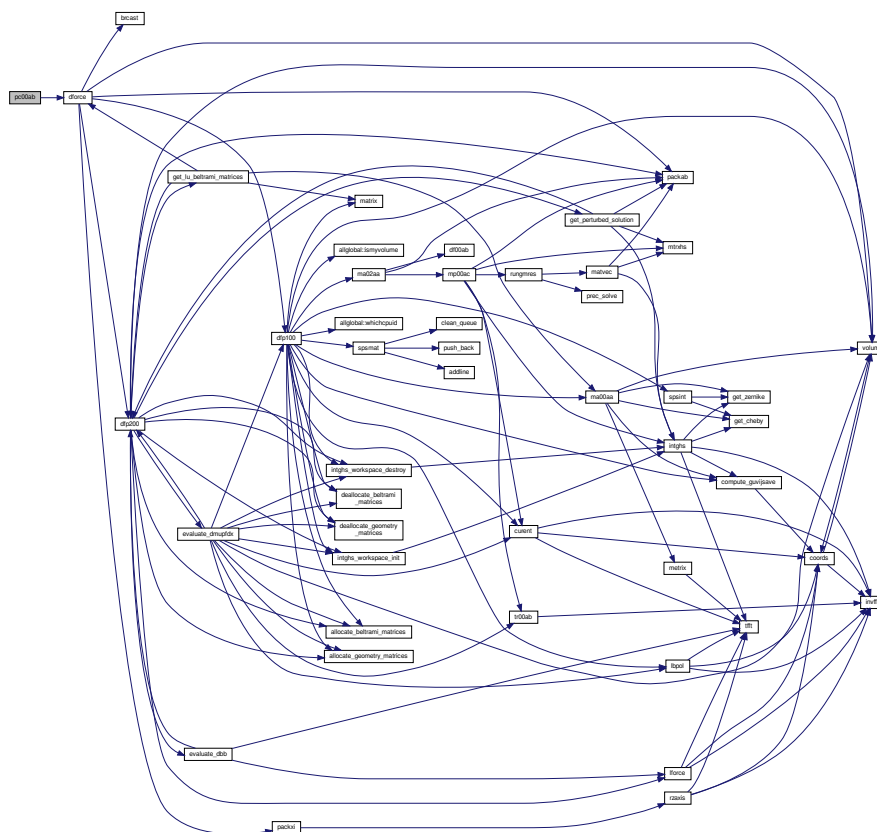 brcast
pc00ab
dforce
get_lu_beltrami_matrices
packab
matrix
get_perturbed_solution
allglobal::ismyvolume
df00ab
mtrxhs
ma02aa
mp00ac
rungmres
matvec
prec_solve
allglobal::whichcpuid
clean_queue
dfp100
spsmat
push_back
volum
addline
ma00aa
spsint
get_zernike
dfp200
get_cheby
intghs
intghs_workspace_destroy
compute_guvijsave
deallocate_beltrami
_matrices
deallocate_geometry
_matrices
evaluate_dmupfdx
curent
intghs_workspace_init
coords
metrix
invfft
tr00ab
tfft
allocate_beltrami_matrices
allocate_geometry_matrices
lbpol
evaluate_dbb
lforce
rzaxis
packxi